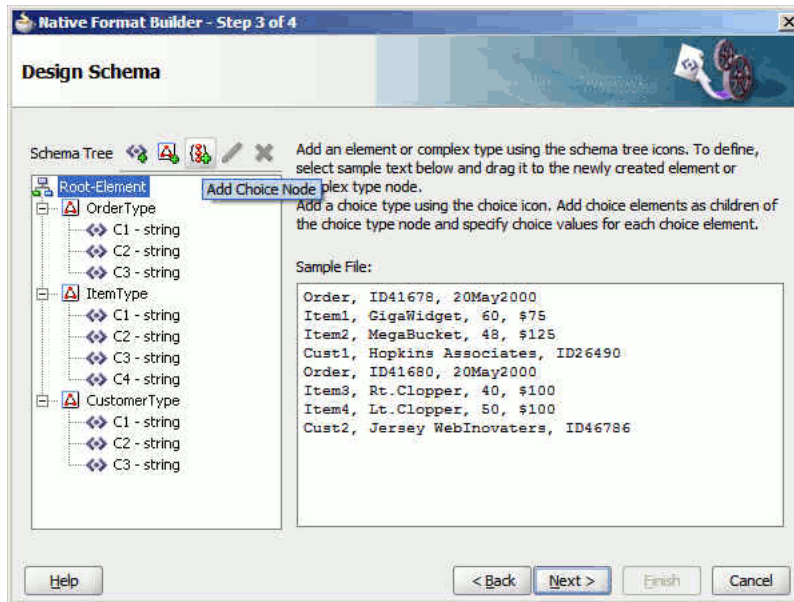 Native Format Builder - Step 3 of 4
Design Schema
Schema Tree
Add Choice Node
Root-Element
OrderType
C1 - string
C2 - string
C3 - string
ItemType
C1 - string
C2 - string
C3 - string
C4 - string
CustomerType
C1 - string
C2 - string
C3 - string
Add an element or complex type using the schema tree icons. To define,
select sample text below and drag it to the newly created element or
plex type node.
Add a choice type using the choice icon. Add choice elements as children of
the choice type node and specify choice values for each choice element.
Sample File:
Order, ID41678, 20May2000
Item1, GigaWidget, 60, $75
Item2, MegaBucket, 48, $125
Cust1, Hopkins Associates, ID26490
Order, ID41680, 20May2000
Item3, Rt.Clopper, 40, $100
Item4, Lt.Clopper, 50, $100
Cust2, Jersey WebInovaters, ID46786
Help
< Back
Next >
Finish
Cancel